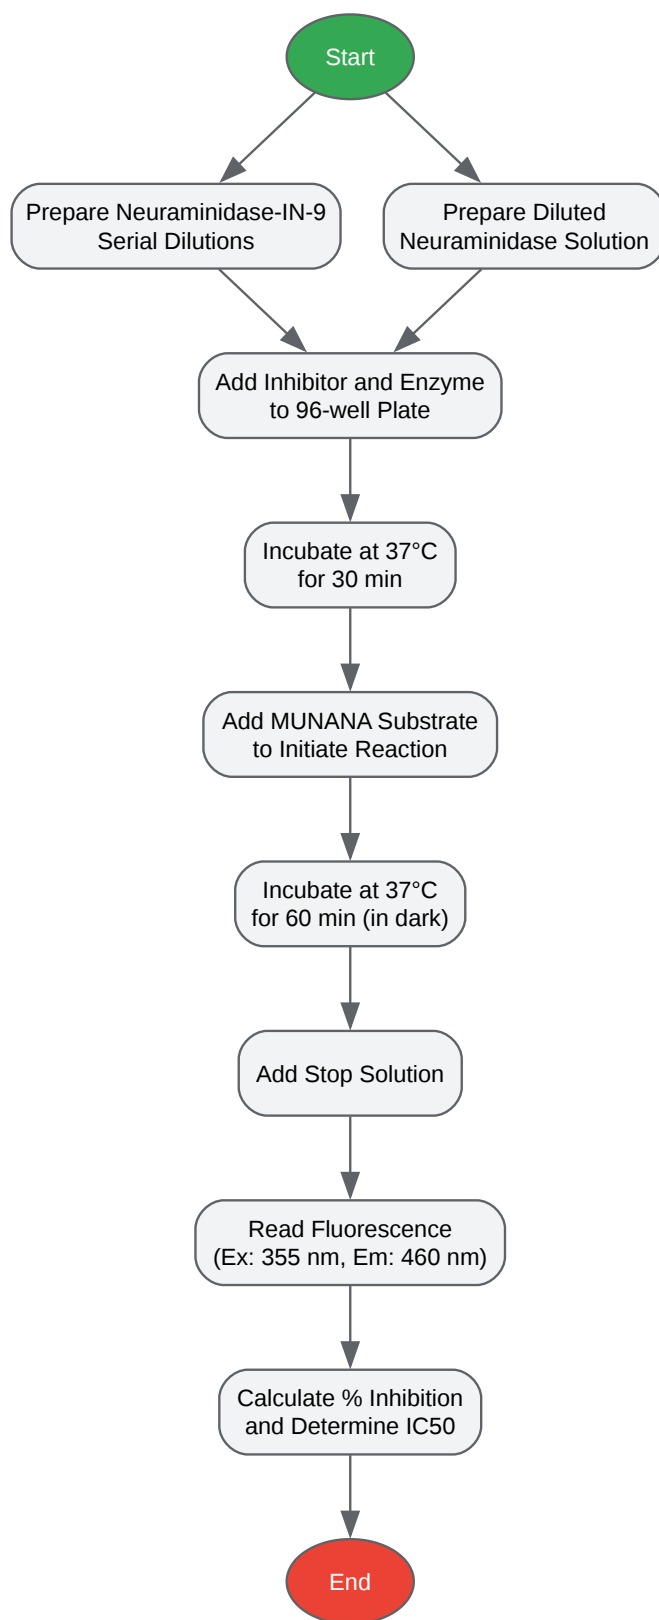 Start
Prepare Neuraminidase-IN-9
Serial Dilutions
Prepare Diluted
Neuraminidase Solution
Add Inhibitor and Enzyme
to 96-well Plate
Incubate at 37°C
for 30 min
Add MUNANA Substrate
to Initiate Reaction
Incubate at 37°C
for 60 min (in dark)
Add Stop Solution
Read Fluorescence
(Ex: 355 nm, Em: 460 nm)
Calculate % Inhibition
and Determine IC50
End